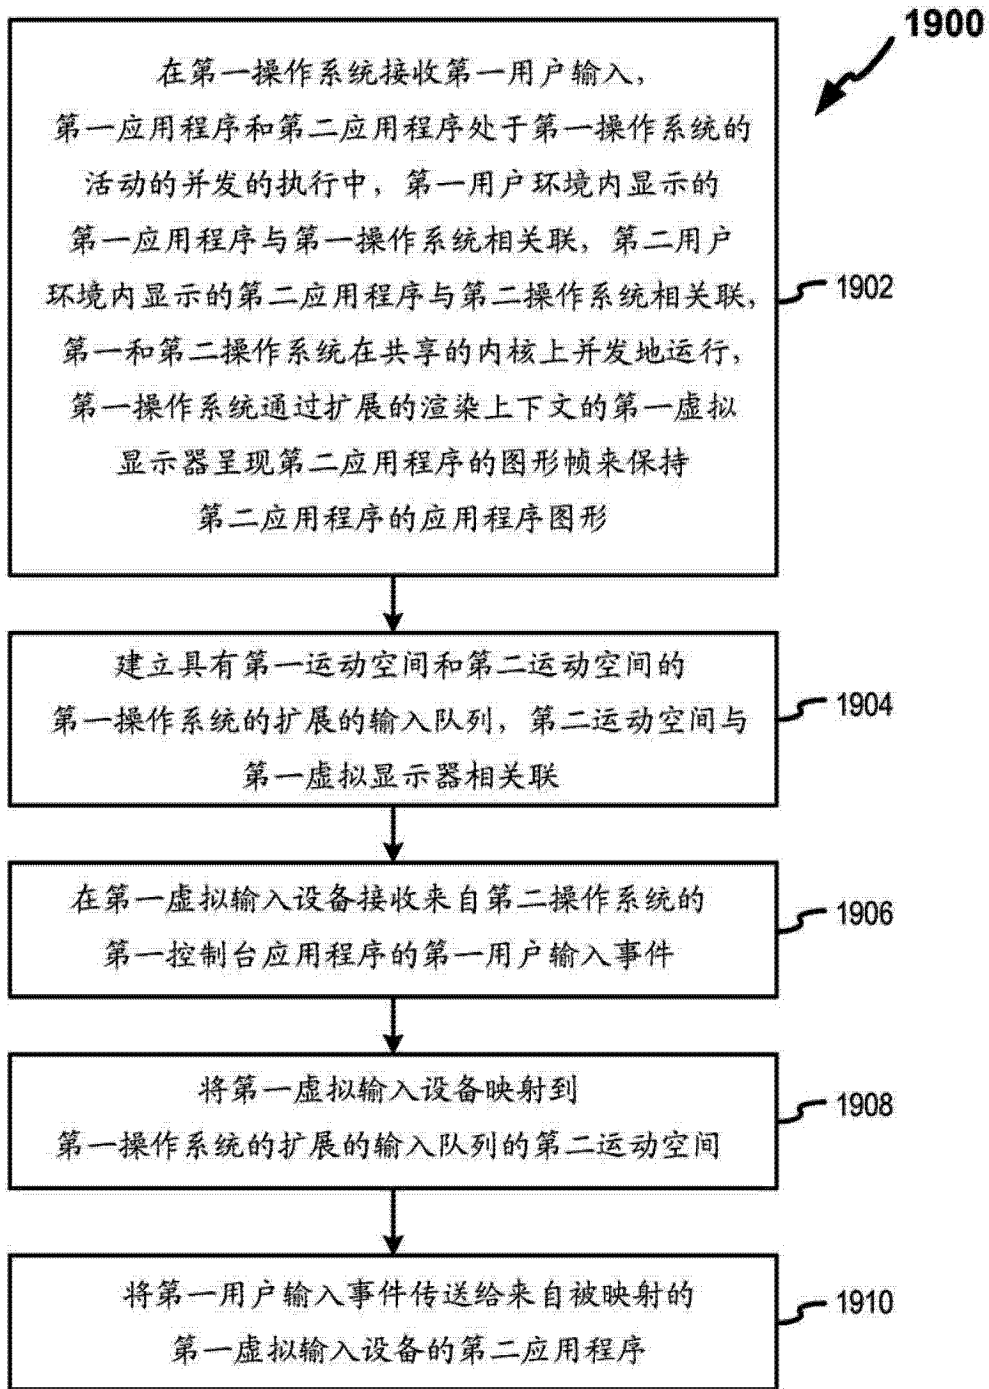 1900
在第一操作系统接收第一用户输入，
第一应用程序和第二应用程序处于第一操作系统的
活动的并发的执行中，第一用户环境内显示的
第一应用程序与第一操作系统相关联，第二用户
环境内显示的第二应用程序与第二操作系统相关联，
第一和第二操作系统在共享的内核上并发地运行，
第一操作系统通过扩展的渲染上下文的第一虚拟
显示器呈现第二应用程序的图形帧来保持
第二应用程序的应用程序图形
1902
建立具有第一运动空间和第二运动空间的
第一操作系统的扩展的输入队列，第二运动空间与
第一虚拟显示器相关联
1904
在第一虚拟输入设备接收来自第二操作系统的
第一控制台应用程序的第一用户输入事件
1906
将第一虚拟输入设备映射到
第一操作系统的扩展的输入队列的第二运动空间
1908
将第一用户输入事件传送给来自被映射的
第一虚拟输入设备的第二应用程序
1910